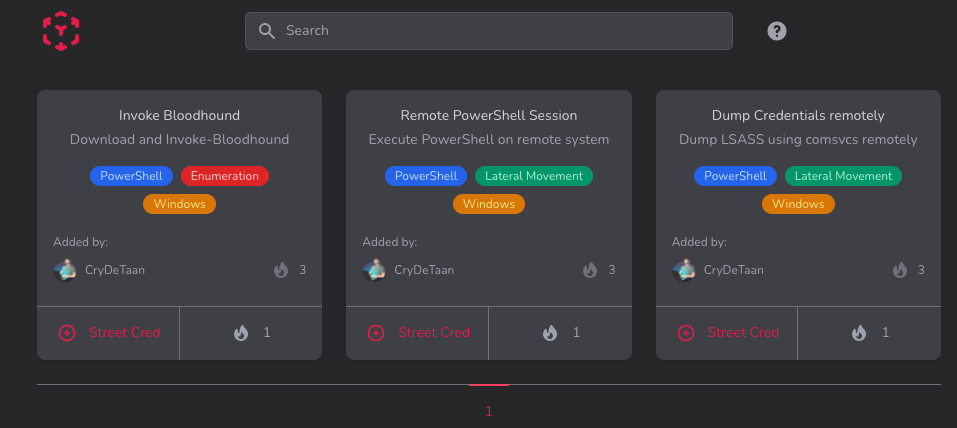 Search
Invoke Bloodhound
Download and Invoke-Bloodhound
PowerShell Enumeration
Windows
Added by:
CryDeTaan 3
Street Cred 1
Remote PowerShell Session
Execute PowerShell on remote system
PowerShell Lateral Movement
Windows
Added by:
CryDeTaan 3
Street Cred 1
Dump Credentials remotely
Dump LSASS using comsvcs remotely
PowerShell Lateral Movement
Windows
Added by:
CryDeTaan 3
Street Cred 1
1